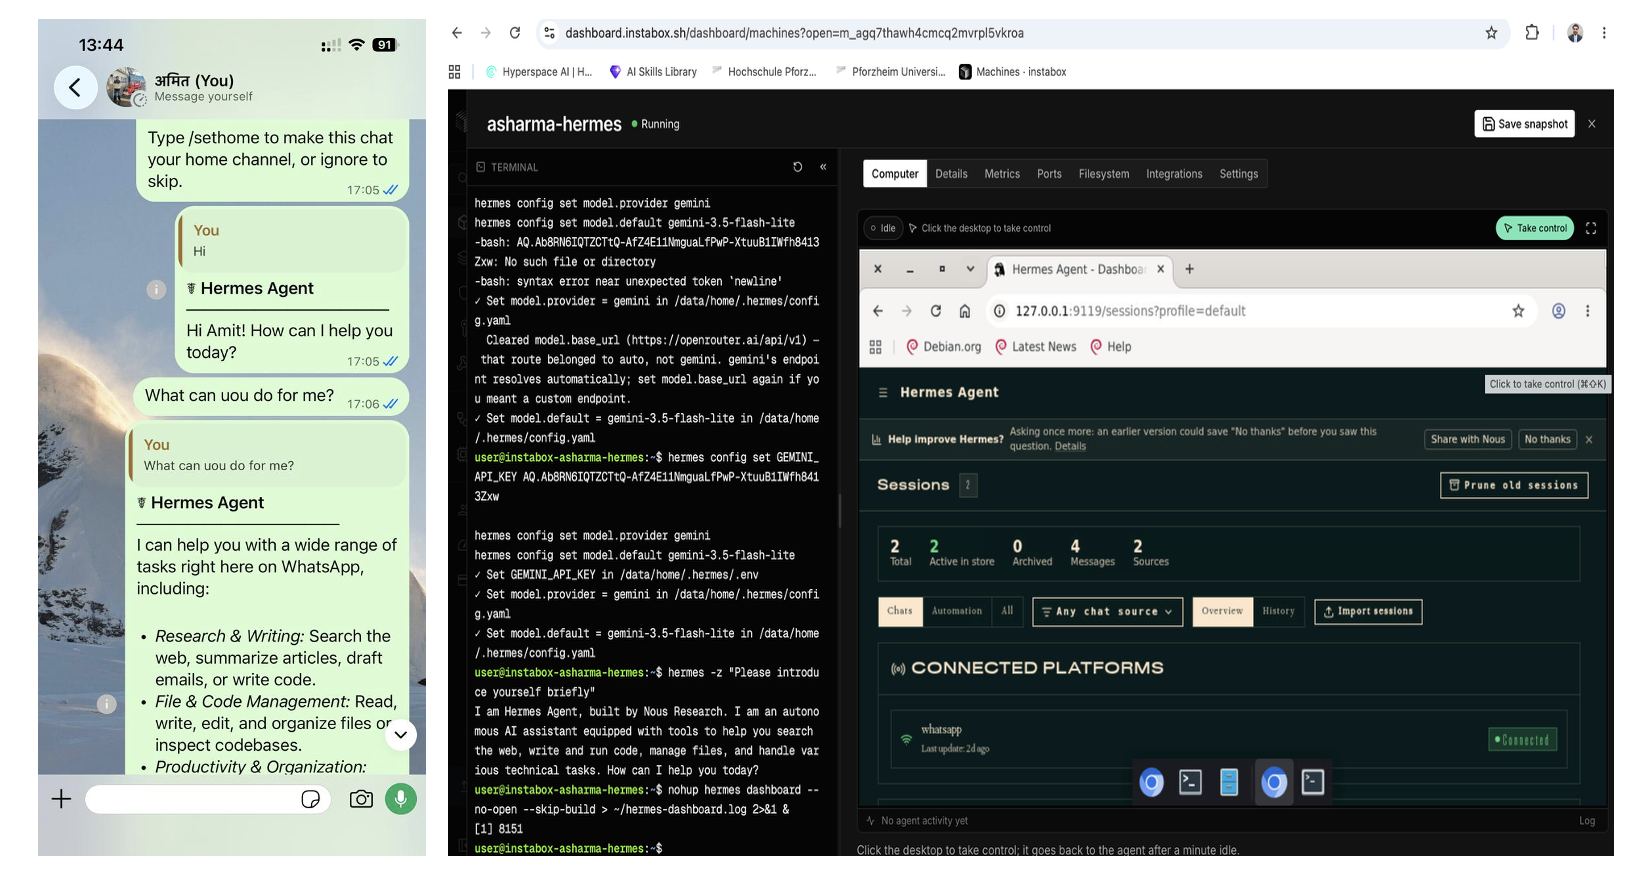 13:44
91
अमित (You)
Message yourself
Type /sethome to make this chat
your home channel, or ignore to
skip.
17:05
You
Hi
Hermes Agent
Hi Amit! How can I help you
today?
17:05
What can uou do for me?
17:06
You
What can uou do for me?
Hermes Agent
I can help you with a wide range of
tasks right here on WhatsApp,
including:
• Research & Writing: Search the
web, summarize articles, draft
emails, or write code.
• File & Code Management: Read,
write, edit, and organize files or
inspect codebases.
• Productivity & Organization:
dashboard.instabox.sh/dashboard/machines?open=m_agq7thawh4cmcq2mvrpl5vkroa
Hyperspace AI | H...
AI Skills Library
Hochschule Pforz...
Pforzheim Universi...
Machines · instabox
asharma-hermes
Running
Save snapshot
TERMINAL
hermes config set model.provider gemini
hermes config set model.default gemini-3.5-flash-lite
-bash: AQ.Ab8RN6IQTZCTtQ-AfZ4E11NmguaLfPwP-XtuuB1IWfh8413
Zxw: No such file or directory
-bash: syntax error near unexpected token `newline'
✓ Set model.provider = gemini in /data/home/.hermes/confi
g.yaml
Cleared model.base_url (https://openrouter.ai/api/v1) —
that route belonged to auto, not gemini. gemini's endpoi
nt resolves automatically; set model.base_url again if yo
u meant a custom endpoint.
✓ Set model.default = gemini-3.5-flash-lite in /data/home
/.hermes/config.yaml
user@instabox-asharma-hermes:~$ hermes config set GEMINI_
API_KEY AQ.Ab8RN6IQTZCTtQ-AfZ4E11NmguaLfPwP-XtuuB1IWfh841
3Zxw
hermes config set model.provider gemini
hermes config set model.default gemini-3.5-flash-lite
✓ Set GEMINI_API_KEY in /data/home/.hermes/.env
✓ Set model.provider = gemini in /data/home/.hermes/confi
g.yaml
✓ Set model.default = gemini-3.5-flash-lite in /data/home
/.hermes/config.yaml
user@instabox-asharma-hermes:~$ hermes -z "Please introdu
ce yourself briefly"
I am Hermes Agent, built by Nous Research. I am an autono
mous AI assistant equipped with tools to help you search
the web, write and run code, manage files, and handle var
ious technical tasks. How can I help you today?
user@instabox-asharma-hermes:~$ nohup hermes dashboard --
no-open --skip-build > ~/hermes-dashboard.log 2>&1 &
[1] 8151
user@instabox-asharma-hermes:~$
Computer
Details
Metrics
Ports
Filesystem
Integrations
Settings
Idle
Click the desktop to take control
Take control
Hermes Agent - Dashboa
127.0.0.1:9119/sessions?profile=default
Debian.org
Latest News
Help
Click to take control (⌘⇧K)
Hermes Agent
Help improve Hermes?
Asking once more: an earlier version could save "No thanks" before you saw this
question. Details
Share with Nous
No thanks
Sessions
2
Prune old sessions
2
Total
2
Active in store
0
Archived
4
Messages
2
Sources
Chats
Automation
All
Any chat source
Overview
History
Import sessions
CONNECTED PLATFORMS
whatsapp
Last update: 2d ago
Connected
No agent activity yet
Log
Click the desktop to take control; it goes back to the agent after a minute idle.